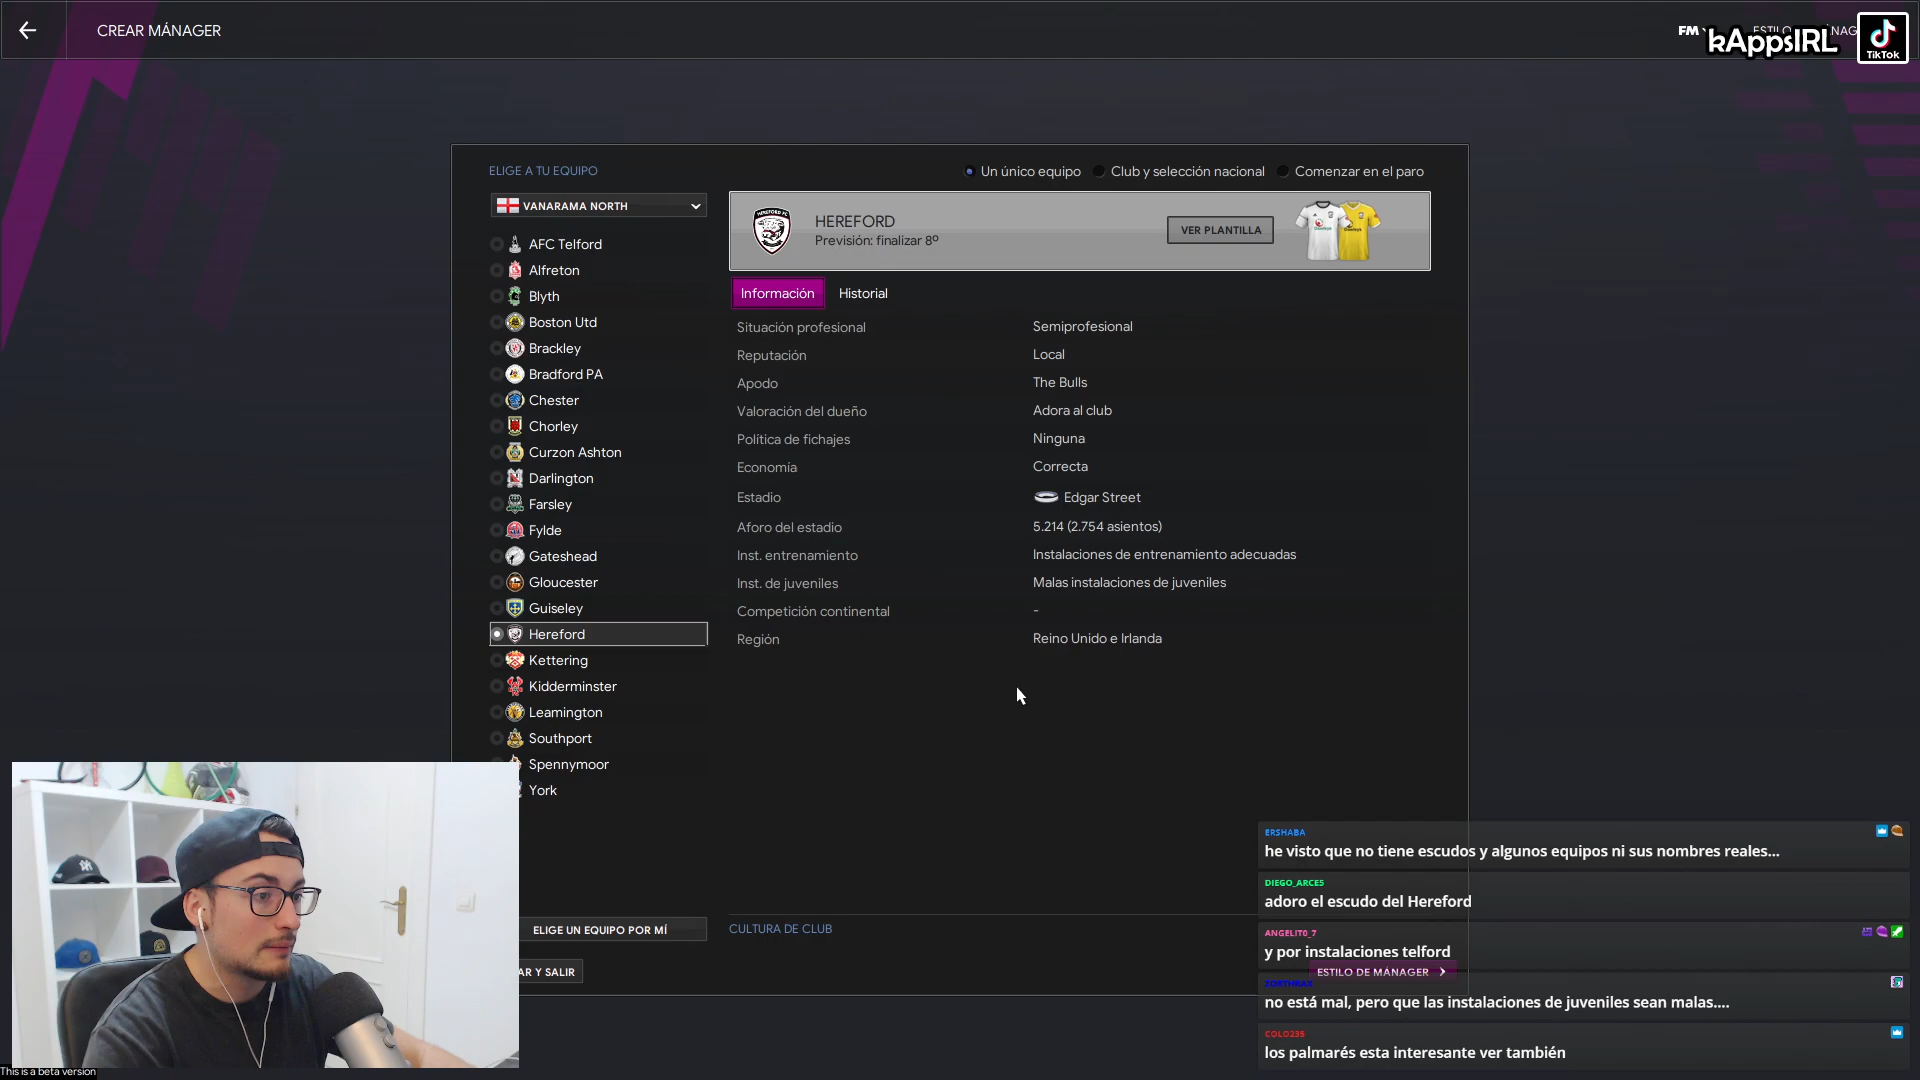 CREAR MÁNAGER
FM
kAppsIRL
TikTok
ELIGE A TU EQUIPO
Un único equipo
Club y selección nacional
Comenzar en el paro
VANARAMA NORTH
HEREFORD
Previsión: finalizar 8º
VER PLANTILLA
Información
Historial
AFC Telford
Alfreton
Blyth
Boston Utd
Brackley
Bradford PA
Chester
Chorley
Curzon Ashton
Darlington
Farsley
Fylde
Gateshead
Gloucester
Guiseley
Hereford
Kettering
Kidderminster
Leamington
Southport
Spennymoor
York
Situación profesional Semiprofesional
Reputación Local
Apodo The Bulls
Valoración del dueño Adora al club
Política de fichajes Ninguna
Economía Correcta
Estadio Edgar Street
Aforo del estadio 5.214 (2.754 asientos)
Inst. entrenamiento Instalaciones de entrenamiento adecuadas
Inst. de juveniles Malas instalaciones de juveniles
Competición continental -
Región Reino Unido e Irlanda
ELIGE UN EQUIPO POR MÍ
CULTURA DE CLUB
AR Y SALIR
ESTILO DE MÁNAGER
ERSHABA
he visto que no tiene escudos y algunos equipos ni sus nombres reales...
DIEGO_ARCE5
adoro el escudo del Hereford
ANGELIT0_7
y por instalaciones telford
no está mal, pero que las instalaciones de juveniles sean malas....
COLO235
los palmarés esta interesante ver también
This is a beta version